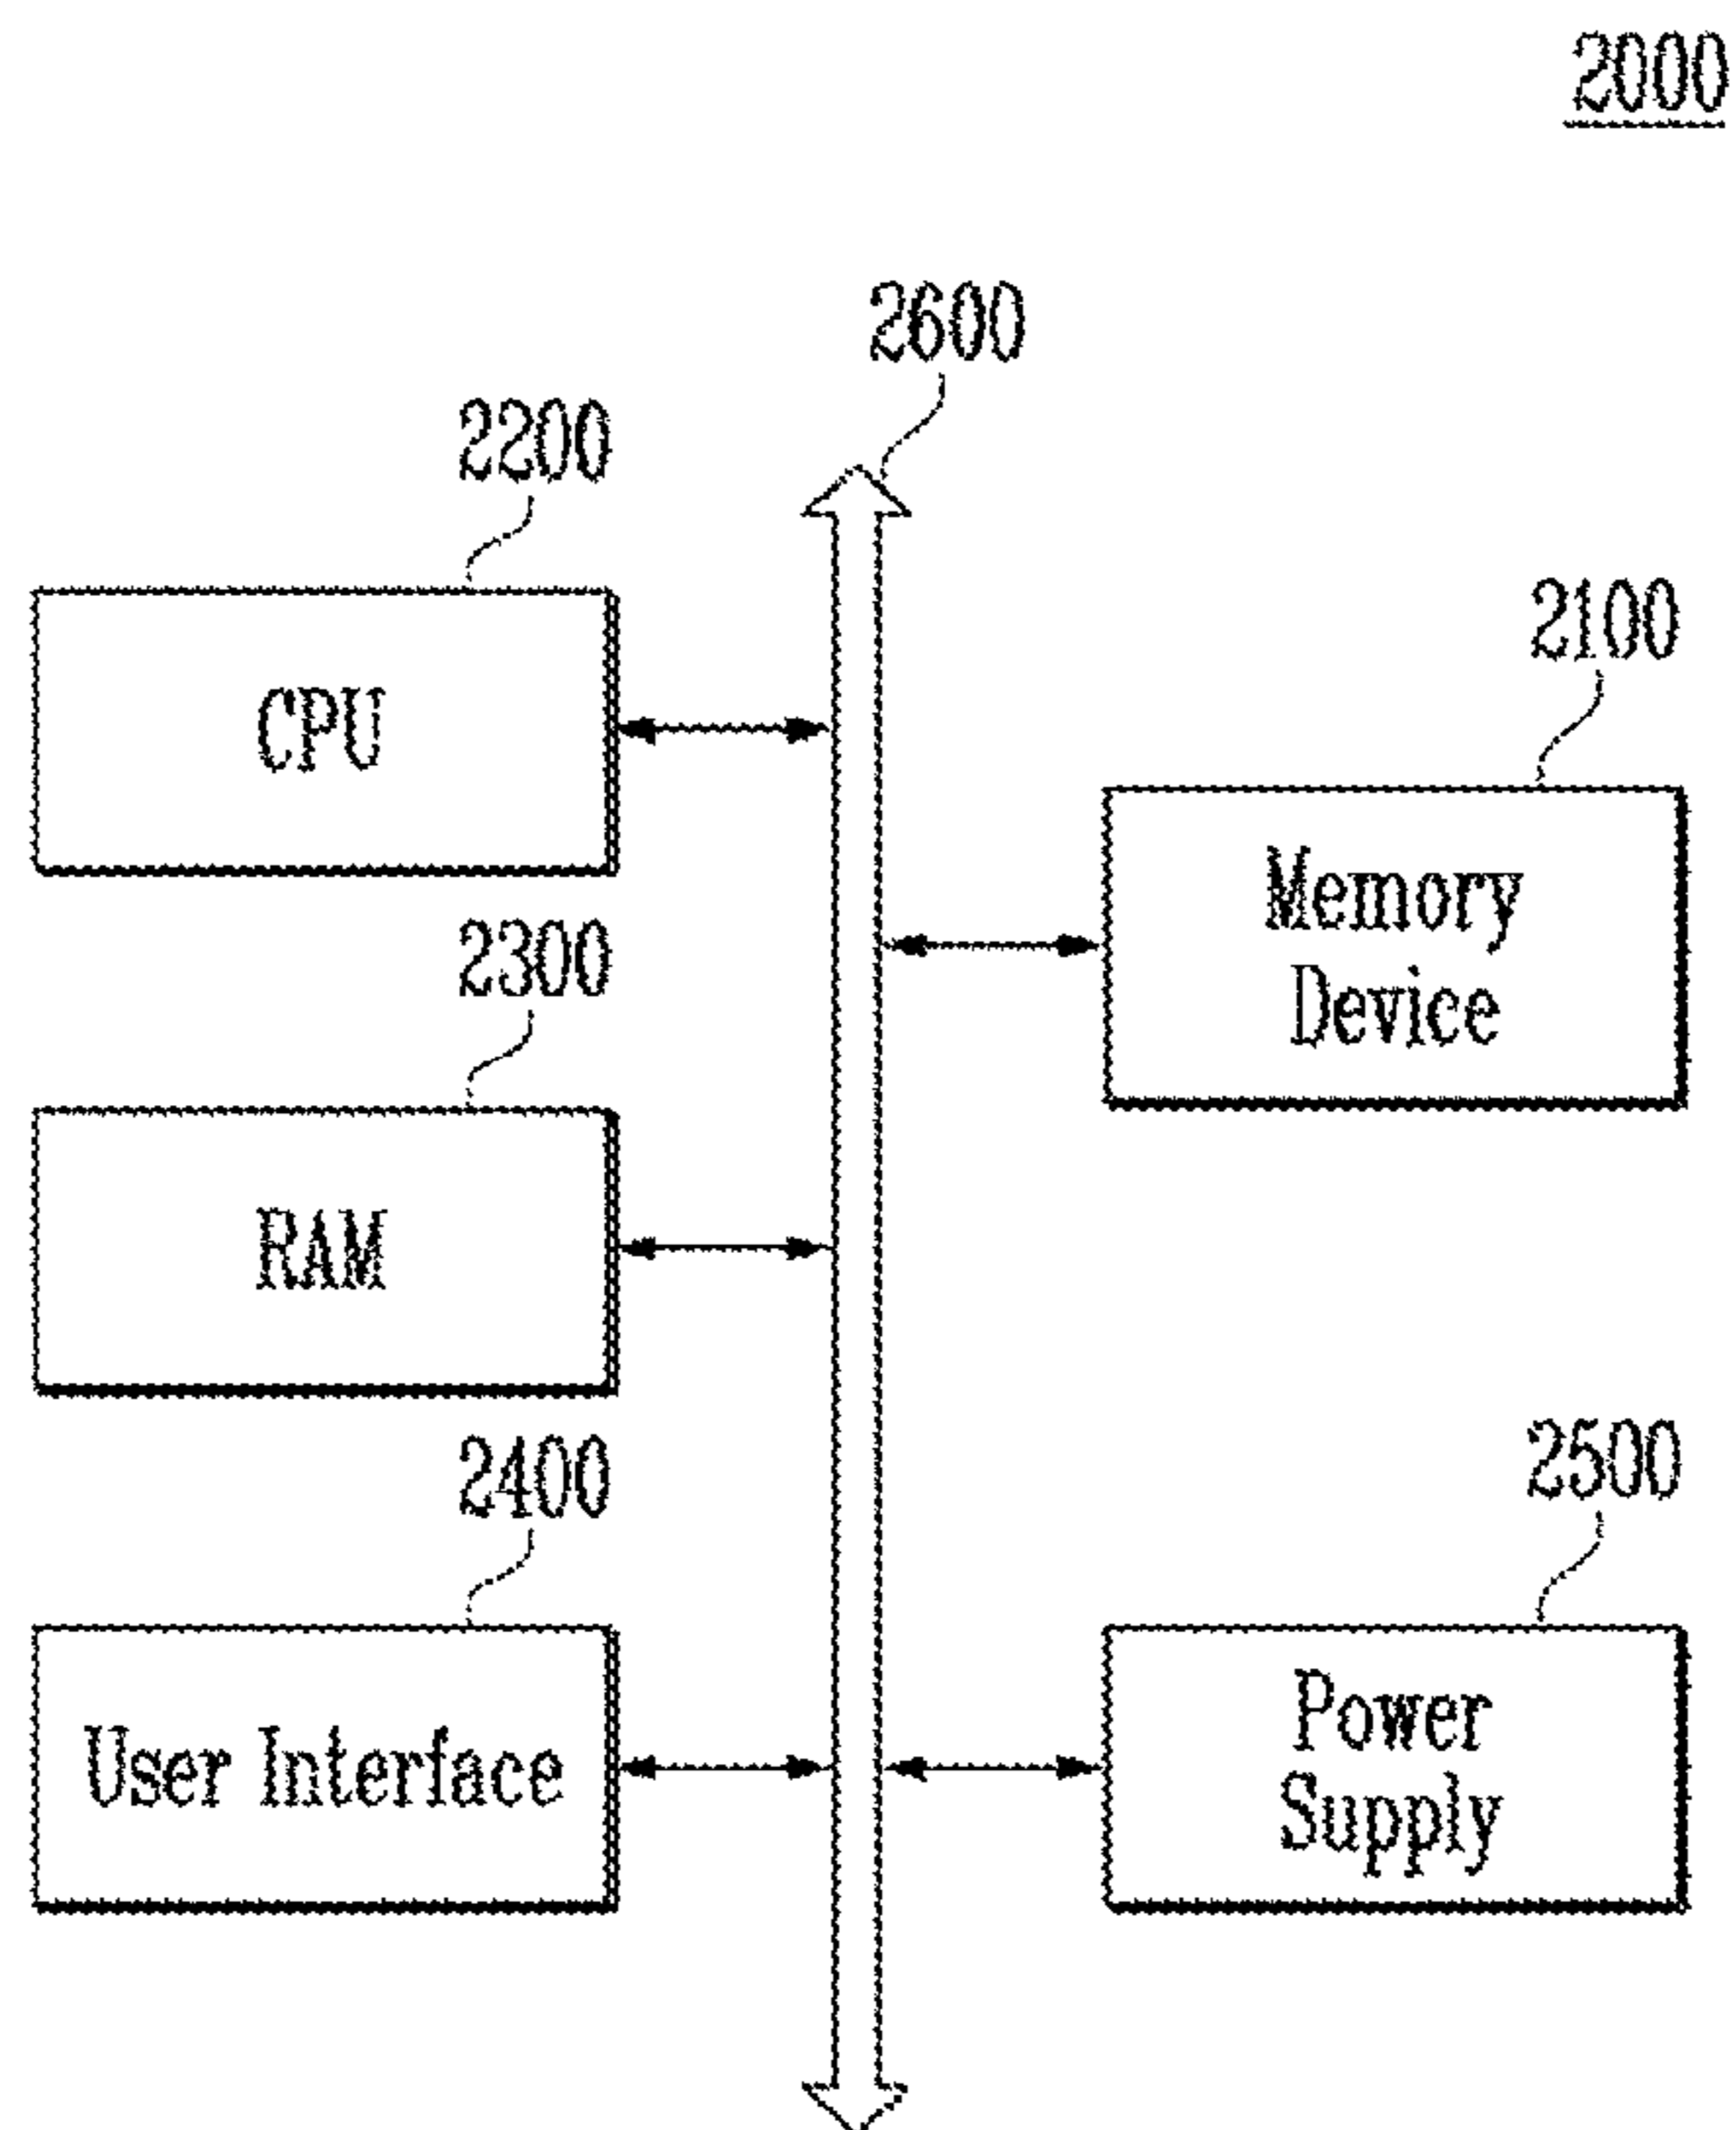 2000
2600
2200
CPU
2100
Memory
Device
2300
RAM
2400
User Interface
2500
Power
Supply